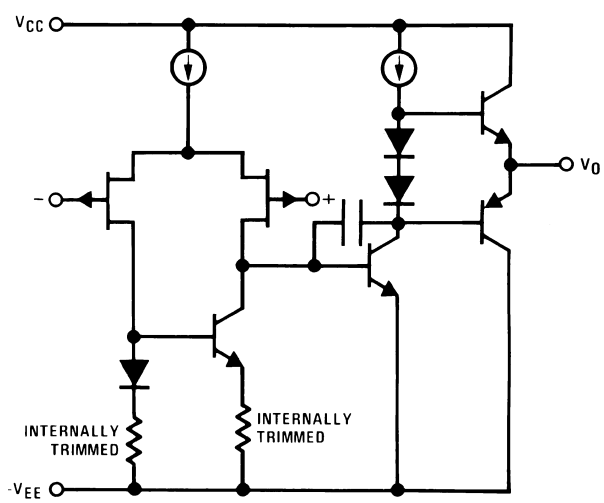 VCC
− +
VO
INTERNALLY
TRIMMED
INTERNALLY
TRIMMED
-VEE